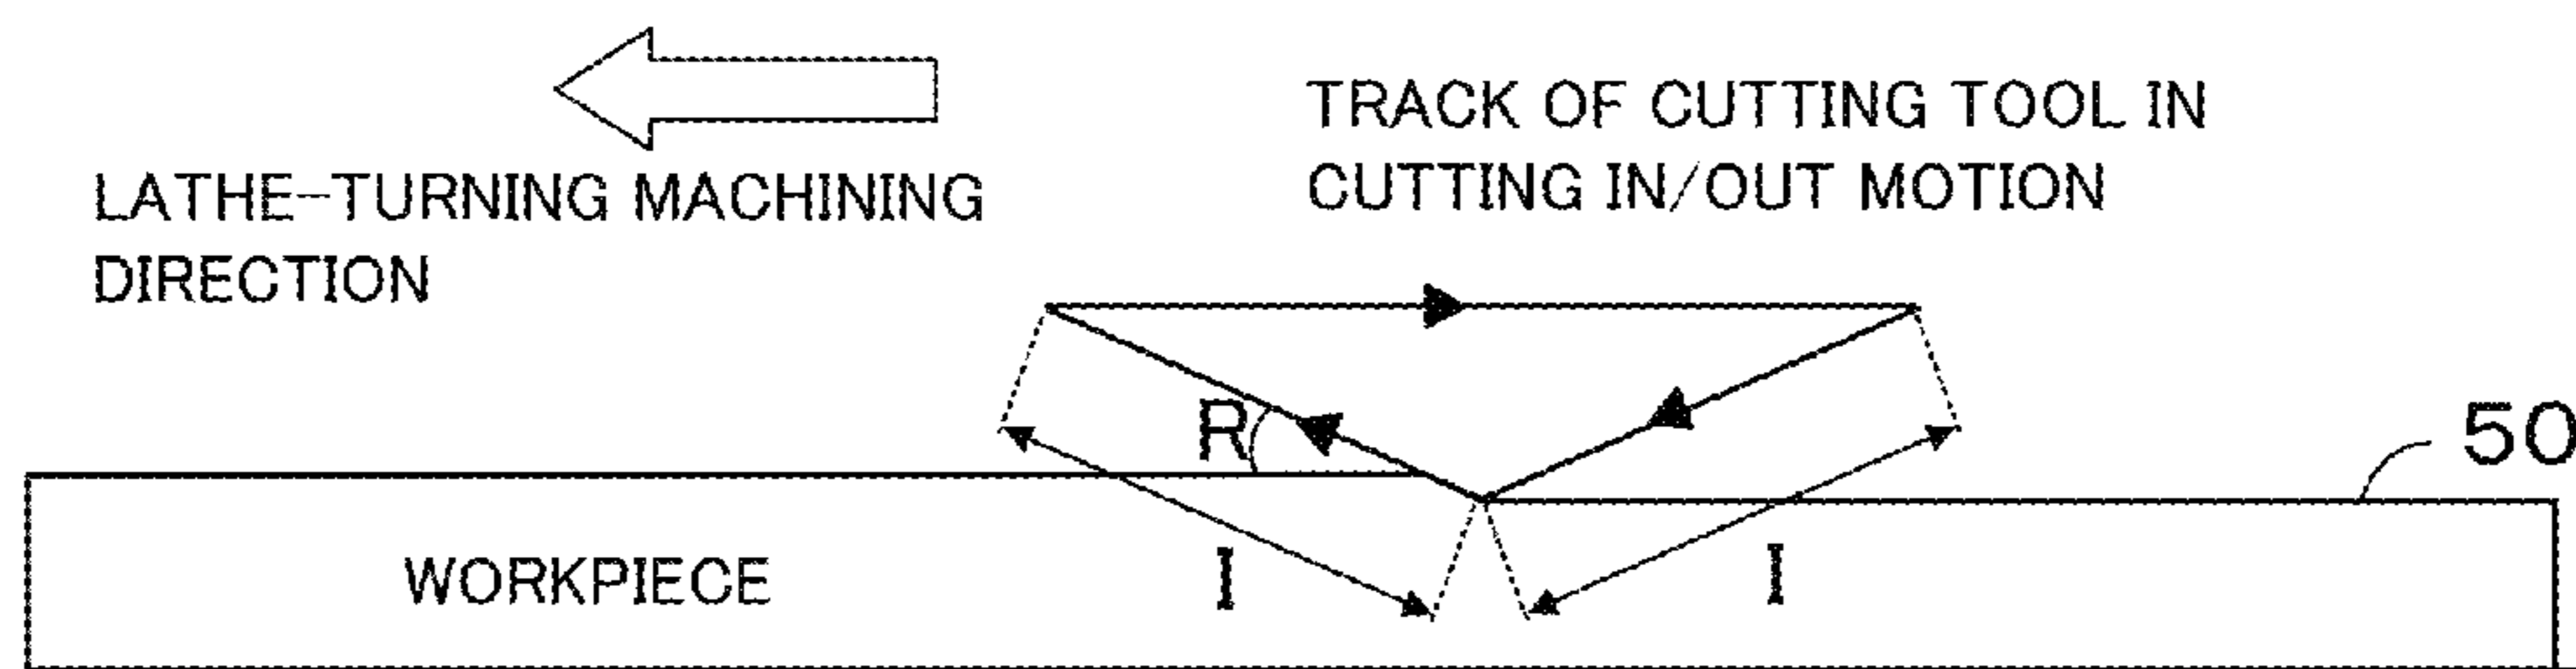 LATHE-TURNING MACHINING
DIRECTION
TRACK OF CUTTING TOOL IN
CUTTING IN/OUT MOTION
R
50
I
I
WORKPIECE